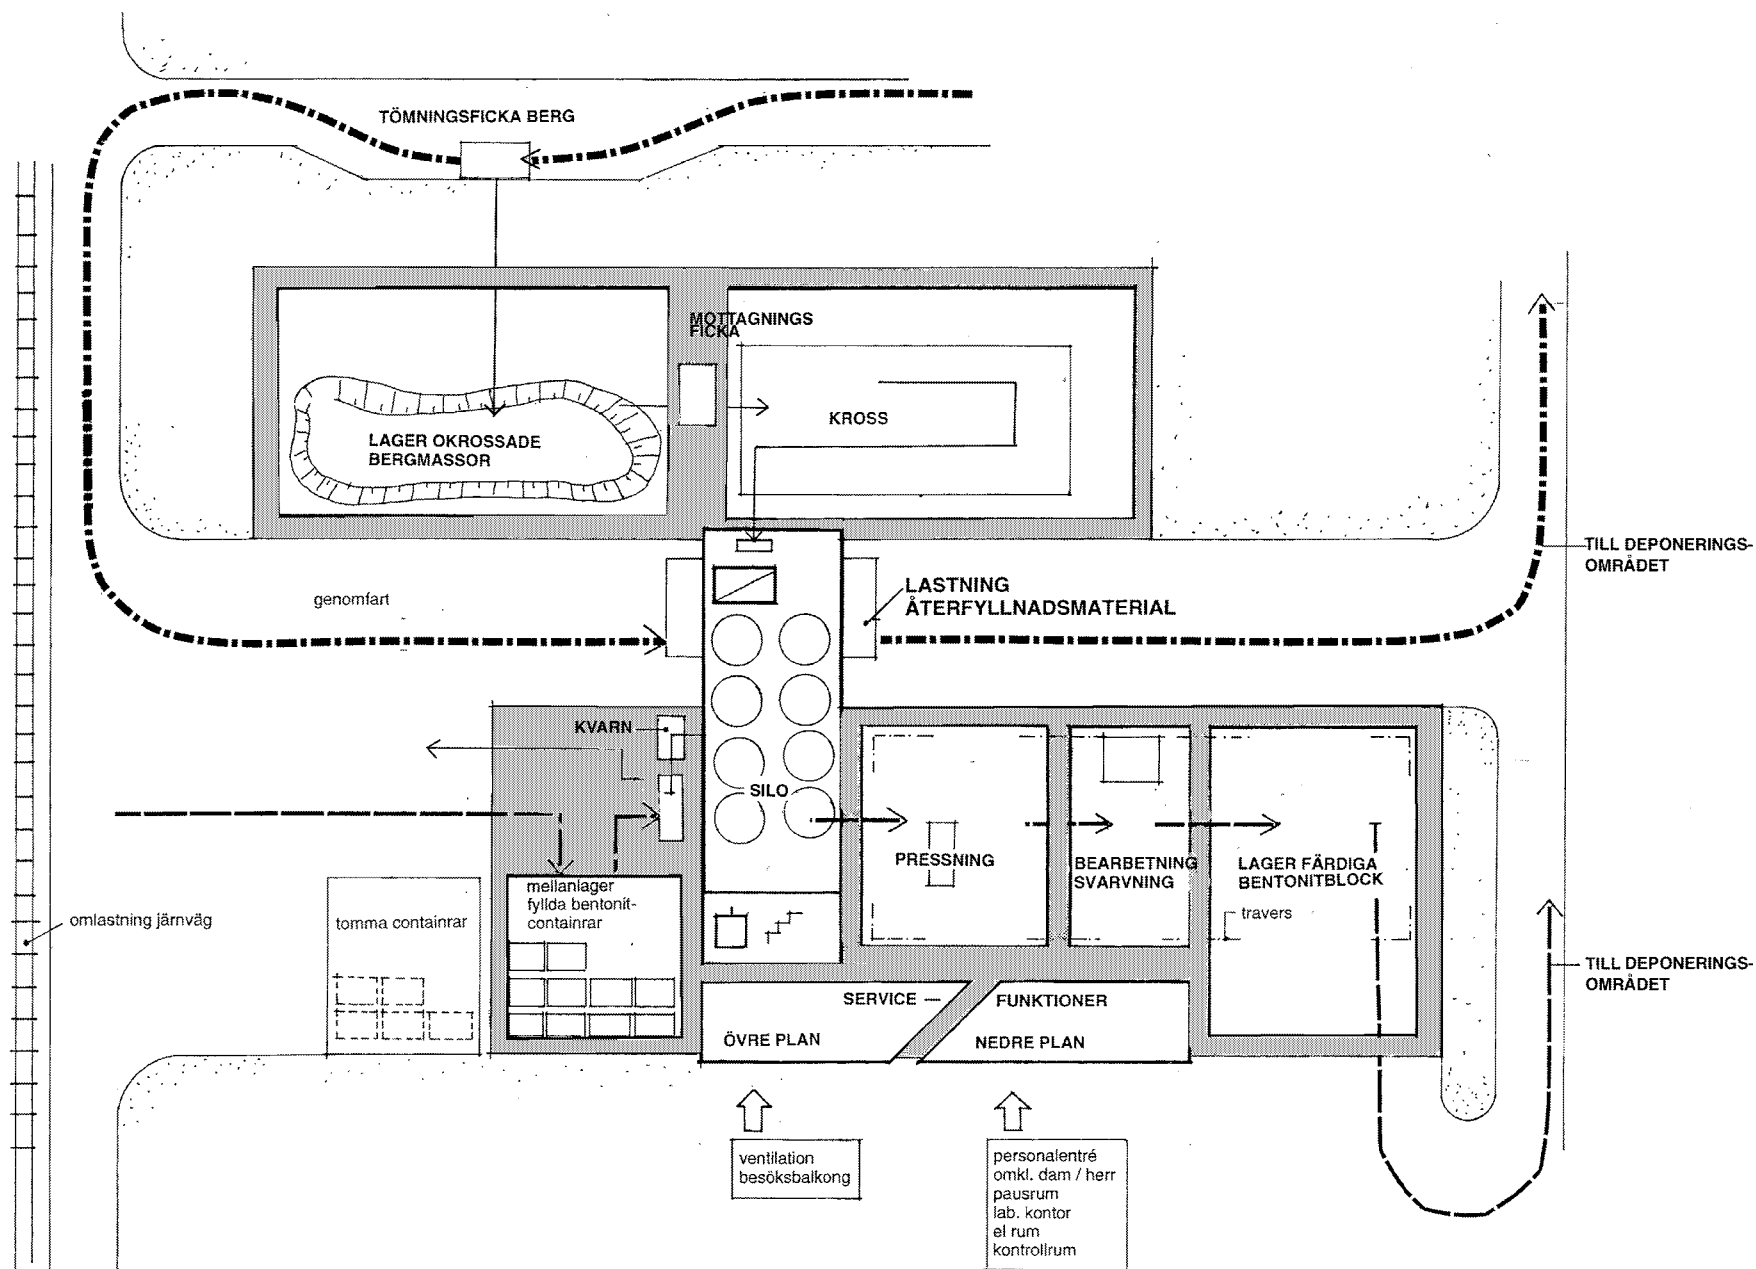 TÖMNINGSFICKA BERG
MOTTAGNINGS
FICKA
KROSS
LAGER OKROSSADE
BERGMASSOR
TILL DEPONERINGS-
OMRÅDET
LASTNING
ÅTERFYLLNADSMATERIAL
genomfart
KVARN
SILO
PRESSNING
BEARBETNING
SVARVNING
LAGER FÄRDIGA
BENTONITBLOCK
mellanlager
fyllda bentonit-
containrar
tomma containrar
omlastning järnväg
travers
TILL DEPONERINGS-
OMRÅDET
SERVICE
FUNKTIONER
ÖVRE PLAN
NEDRE PLAN
ventilation
besöksbalkong
personalentré
omkl. dam / herr
pausrum
lab. kontor
el rum
kontrollrum